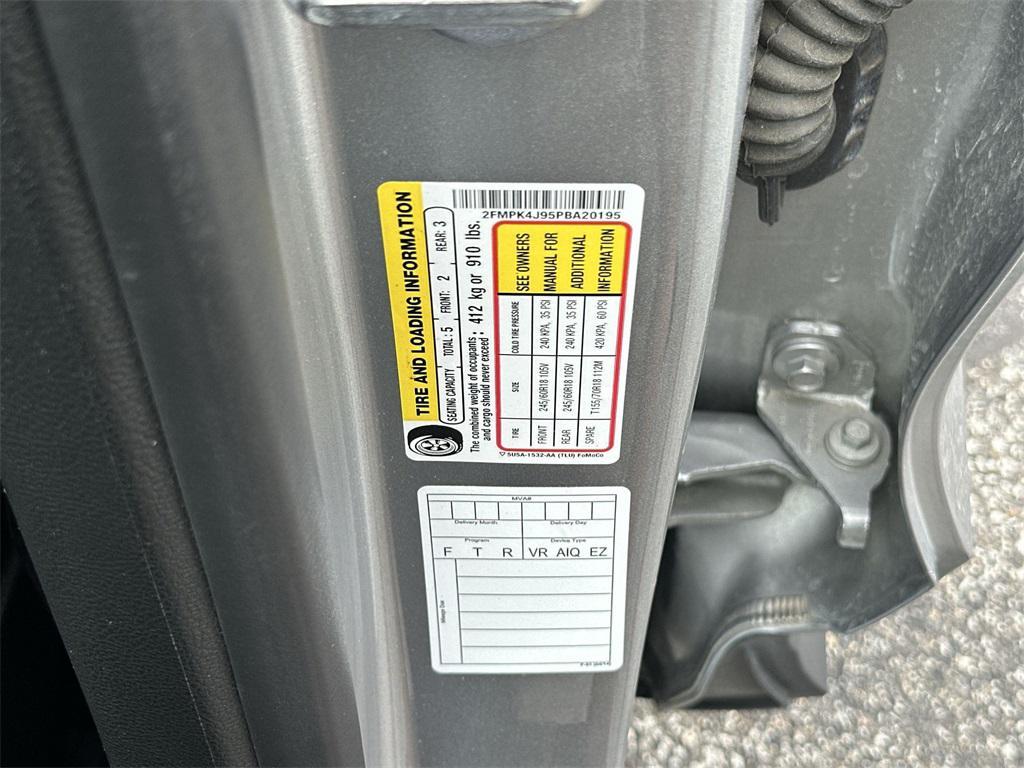 2FMPK4J95PBA20195
TIRE AND LOADING INFORMATION
SEATING CAPACITY TOTAL: 5 FRONT: 2 REAR: 3
The combined weight of occupants and cargo should never exceed: 412 kg or 910 lbs.
TIRE SIZE COLD TIRE PRESSURE
FRONT 245/60R18 105V 240 KPA, 35 PSI
REAR 245/60R18 105V 240 KPA, 35 PSI
SPARE T155/70R18 112M 420 KPA, 60 PSI
SEE OWNERS
MANUAL FOR
ADDITIONAL
INFORMATION
5U5A-1532-AA (TLU) FoMoCo
MVA#
Delivery Month Delivery Day
Program Device Type
F T R VR AIQ EZ
Mileage Due